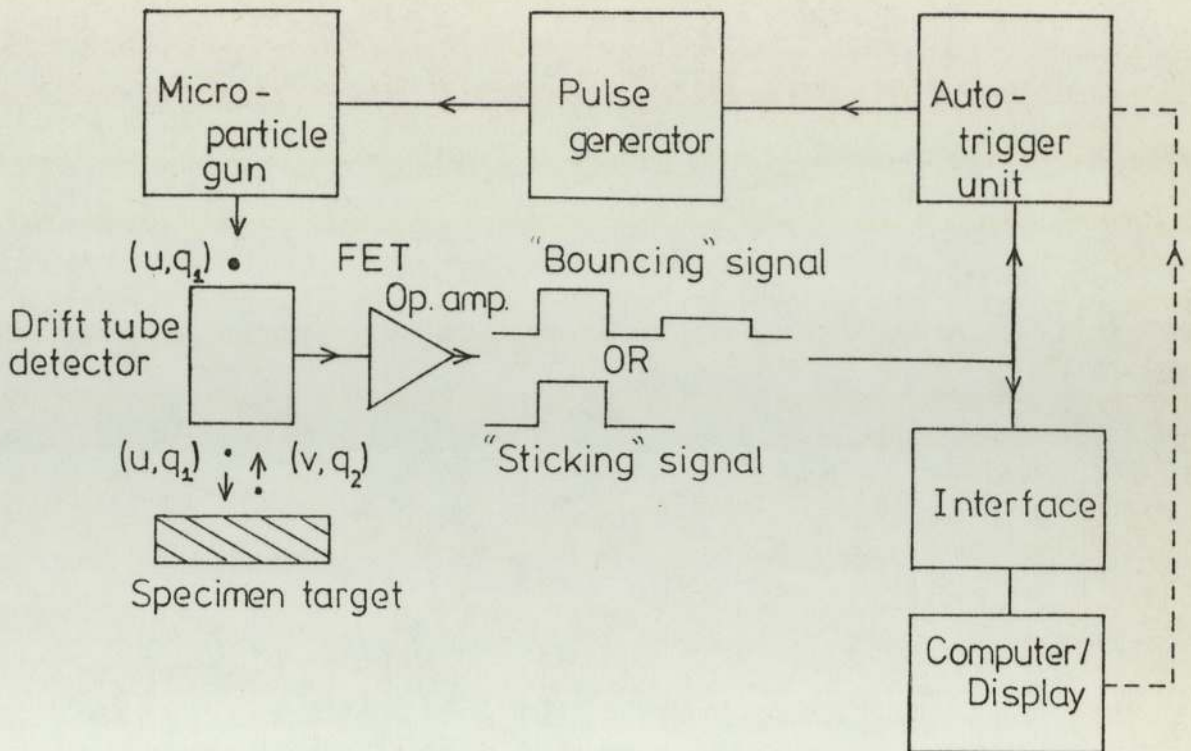 Micro-
particle
gun
Pulse
generator
Auto-
trigger
unit
(u,q₁)
FET
Op. amp.
"Bouncing" signal
OR
"Sticking" signal
Drift tube
detector
(u,q₁)
(v,q₂)
Specimen target
Interface
Computer/
Display